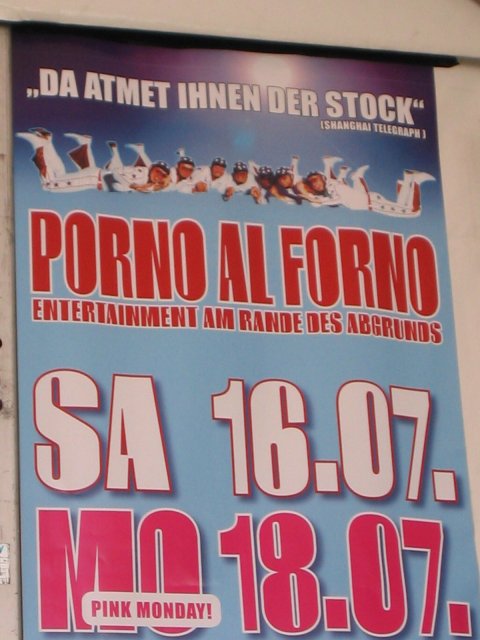 „DA ATMET IHNEN DER STOCK“
(SHANGHAI TELEGRAPH)
PORNO AL FORNO
ENTERTAINMENT AM RANDE DES ABGRUNDS
SA 16.07.
MO 18.07.
PINK MONDAY!